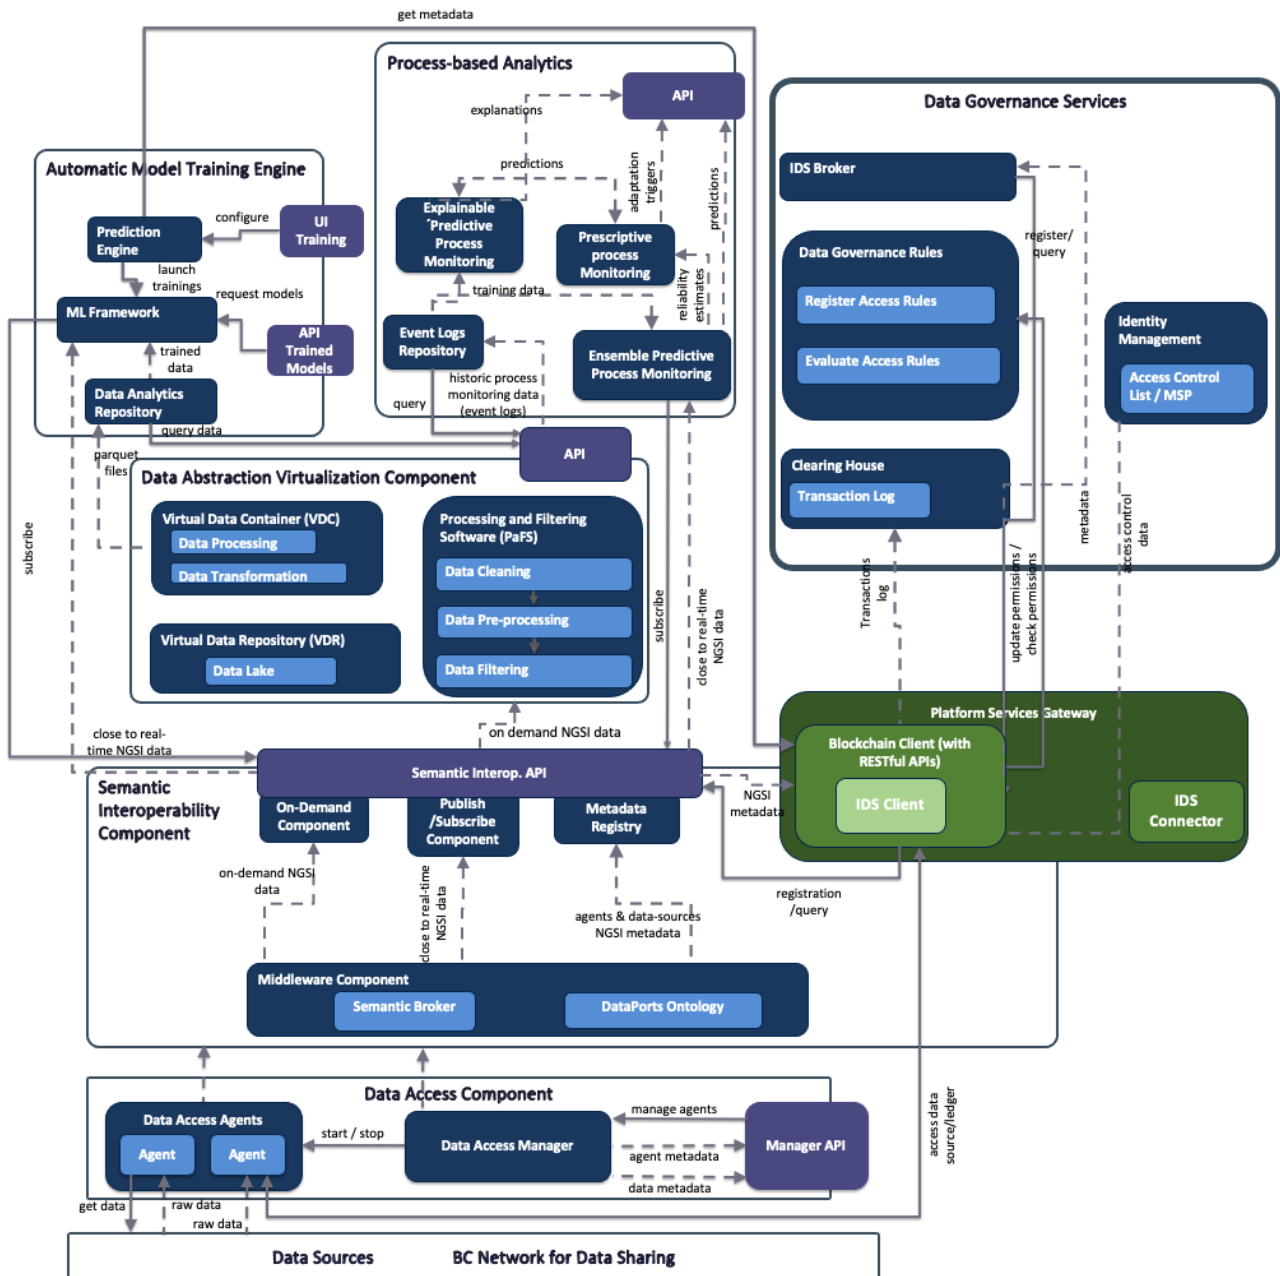 get metadata
Process-based Analytics
API
explanations
predictions
adaptation
triggers
predictions
Explainable
´Predictive
Process
Monitoring
Prescriptive
process
Monitoring
training data
reliability
estimates
Event Logs
Repository
Ensemble Predictive
Process Monitoring
historic process
monitoring data
(event logs)
query
Automatic Model Training Engine
Prediction
Engine
configure
UI
Training
launch
trainings
request models
ML Framework
API
Trained
Models
trained
data
Data Analytics
Repository
query data
parquet
files
subscribe
API
Data Abstraction Virtualization Component
Virtual Data Container (VDC)
Data Processing
Data Transformation
Virtual Data Repository (VDR)
Data Lake
Processing and Filtering
Software (PaFS)
Data Cleaning
Data Pre-processing
Data Filtering
subscribe
close to real-time
NGSI data
Data Governance Services
IDS Broker
register/
query
Data Governance Rules
Register Access Rules
Evaluate Access Rules
Identity
Management
Access Control
List / MSP
Clearing House
Transaction Log
metadata
access control
data
Transactions
log
update permissions /
check permissions
Platform Services Gateway
Blockchain Client (with
RESTful APIs)
IDS Client
IDS
Connector
close to real-
time NGSI data
on demand NGSI data
Semantic Interop. API
NGSI
metadata
Semantic
Interoperability
Component
On-Demand
Component
Publish
/Subscribe
Component
Metadata
Registry
registration
/query
on-demand NGSI
data
close to real-time
NGSI data
agents & data-sources
NGSI metadata
Middleware Component
Semantic Broker
DataPorts Ontology
access data
source/ledger
Data Access Component
Data Access Agents
Agent
Agent
start / stop
Data Access Manager
manage agents
agent metadata
data metadata
Manager API
get data
raw data
raw data
Data Sources
BC Network for Data Sharing